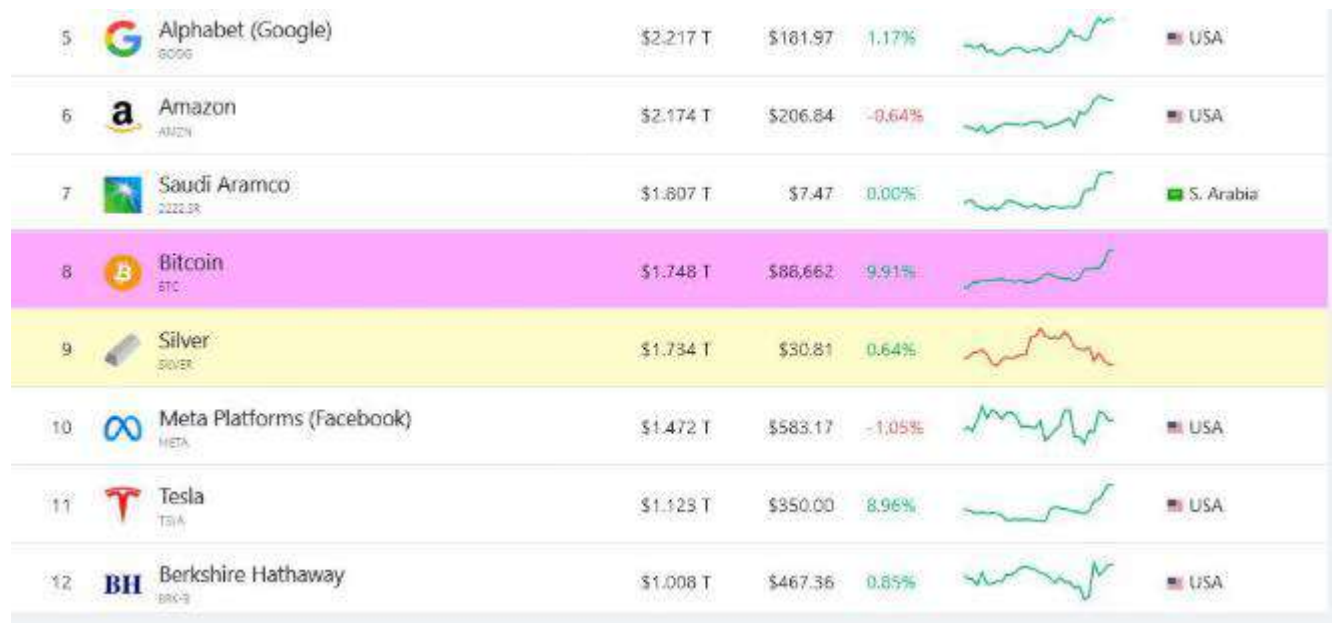 5 Alphabet (Google) $2.217 T $181.97 1.17% USA
GOOG
6 a Amazon $2.174 T $206.84 -0.64% USA
AMZN
7 Saudi Aramco $1.807 T $7.47 0.00% S. Arabia
2222.SR
8 Bitcoin $1.748 T $88,662 9.91%
BTC
9 Silver $1.734 T $30.81 0.64%
SILVER
10 Meta Platforms (Facebook) $1.472 T $583.17 -1.05% USA
META
11 Tesla $1.123 T $350.00 8.96% USA
TSLA
12 BH Berkshire Hathaway $1.008 T $467.36 0.85% USA
BRK-B